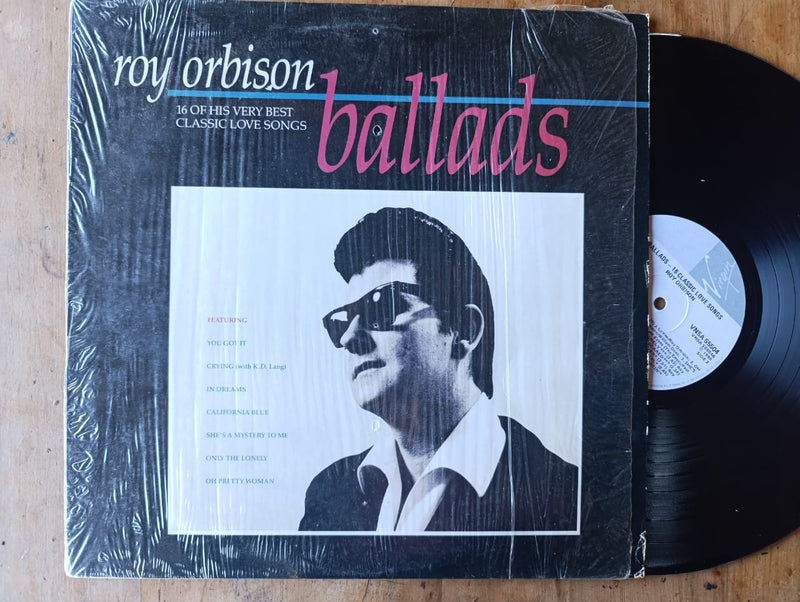 roy orbison
ballads
16 OF HIS VERY BEST
CLASSIC LOVE SONGS
FEATURING
YOU GOT IT
CRYING (with K.D. Lang)
IN DREAMS
CALIFORNIA BLUE
SHE'S A MYSTERY TO ME
ONLY THE LONELY
OH PRETTY WOMAN
BALLADS – 16 CLASSIC LOVE SONGS
ROY ORBISON
Virgin
VNSA 55504